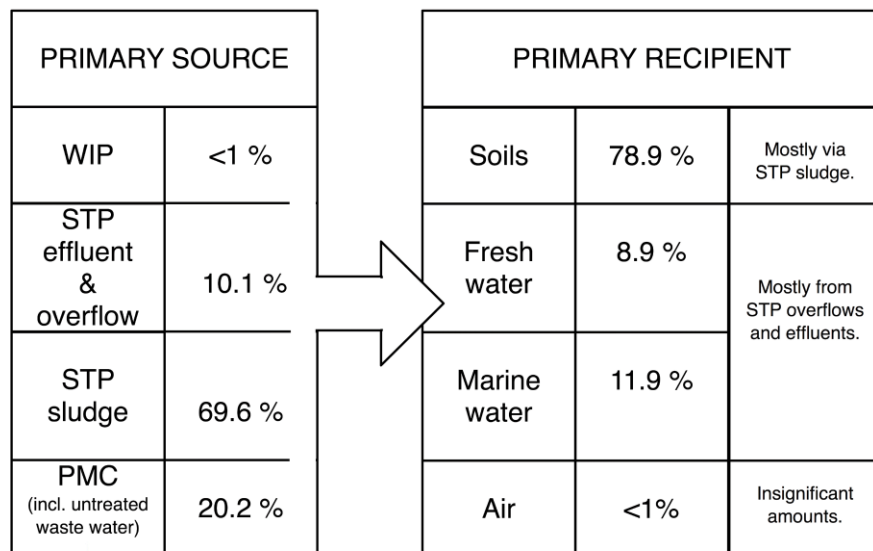 PRIMARY SOURCE
WIP
<1 %
STP
effluent
&
overflow
10.1 %
STP
sludge
69.6 %
PMC
(incl. untreated
waste water)
20.2 %
PRIMARY RECIPIENT
Soils
78.9 %
Mostly via
STP sludge.
Fresh
water
8.9 %
Mostly from
STP overflows
and effluents.
Marine
water
11.9 %
Air
<1%
Insignificant
amounts.